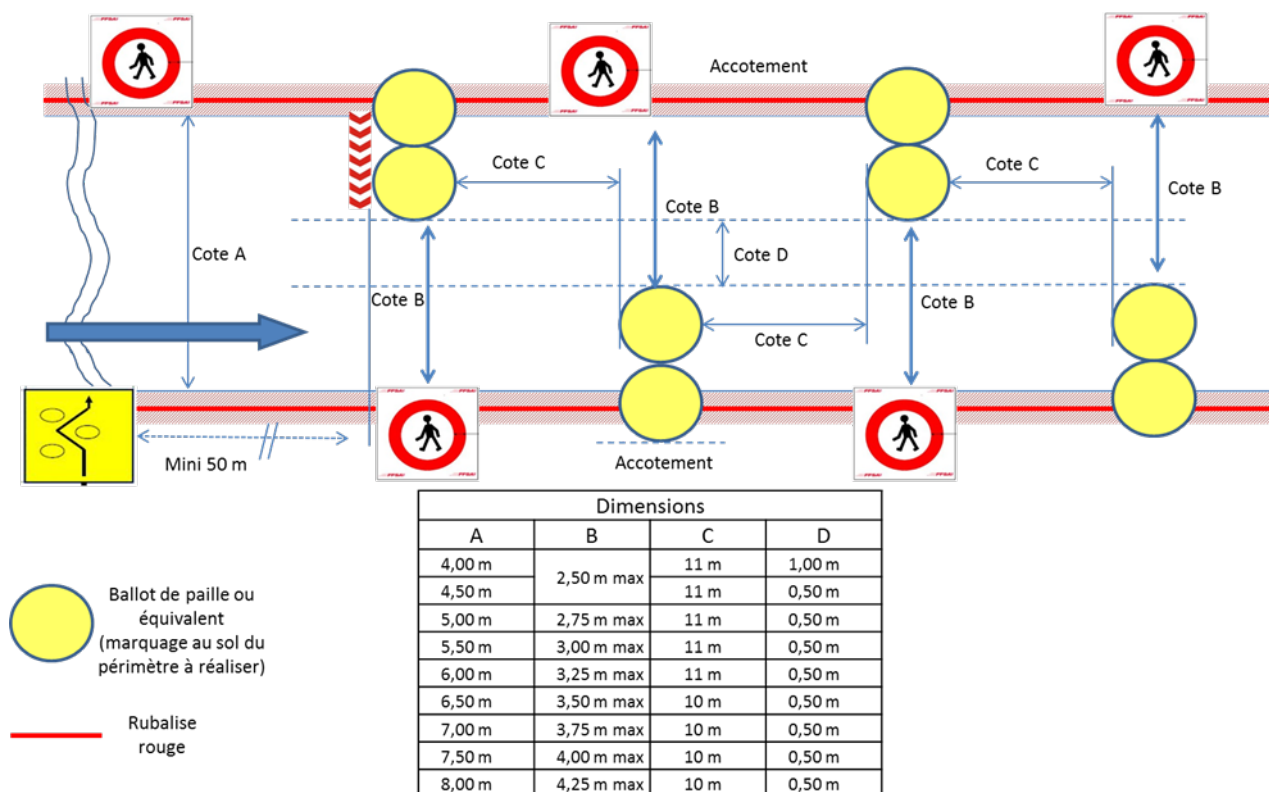 Accotement
Cote C
Cote C
Cote B
Cote B
Cote A
Cote D
Cote B
Cote B
Cote C
Mini 50 m
Accotement
Dimensions
A B C D
4,00 m 2,50 m max 11 m 1,00 m
4,50 m 11 m 0,50 m
5,00 m 2,75 m max 11 m 0,50 m
5,50 m 3,00 m max 11 m 0,50 m
6,00 m 3,25 m max 11 m 0,50 m
6,50 m 3,50 m max 10 m 0,50 m
7,00 m 3,75 m max 10 m 0,50 m
7,50 m 4,00 m max 10 m 0,50 m
8,00 m 4,25 m max 10 m 0,50 m
Ballot de paille ou
équivalent
(marquage au sol du
périmètre à réaliser)
Rubalise
rouge